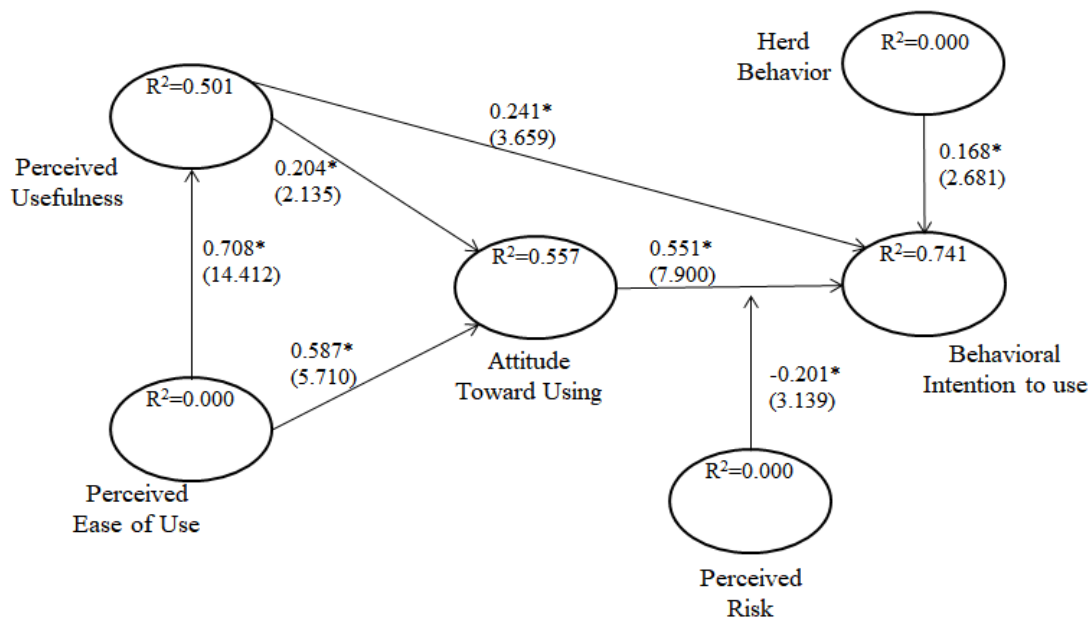 Herd
Behavior
R²=0.000
R²=0.501
Perceived
Usefulness
0.241*
(3.659)
0.204*
(2.135)
0.168*
(2.681)
0.708*
(14.412)
R²=0.557
Attitude
Toward Using
0.551*
(7.900)
R²=0.741
Behavioral
Intention to use
0.587*
(5.710)
-0.201*
(3.139)
R²=0.000
Perceived
Ease of Use
R²=0.000
Perceived
Risk